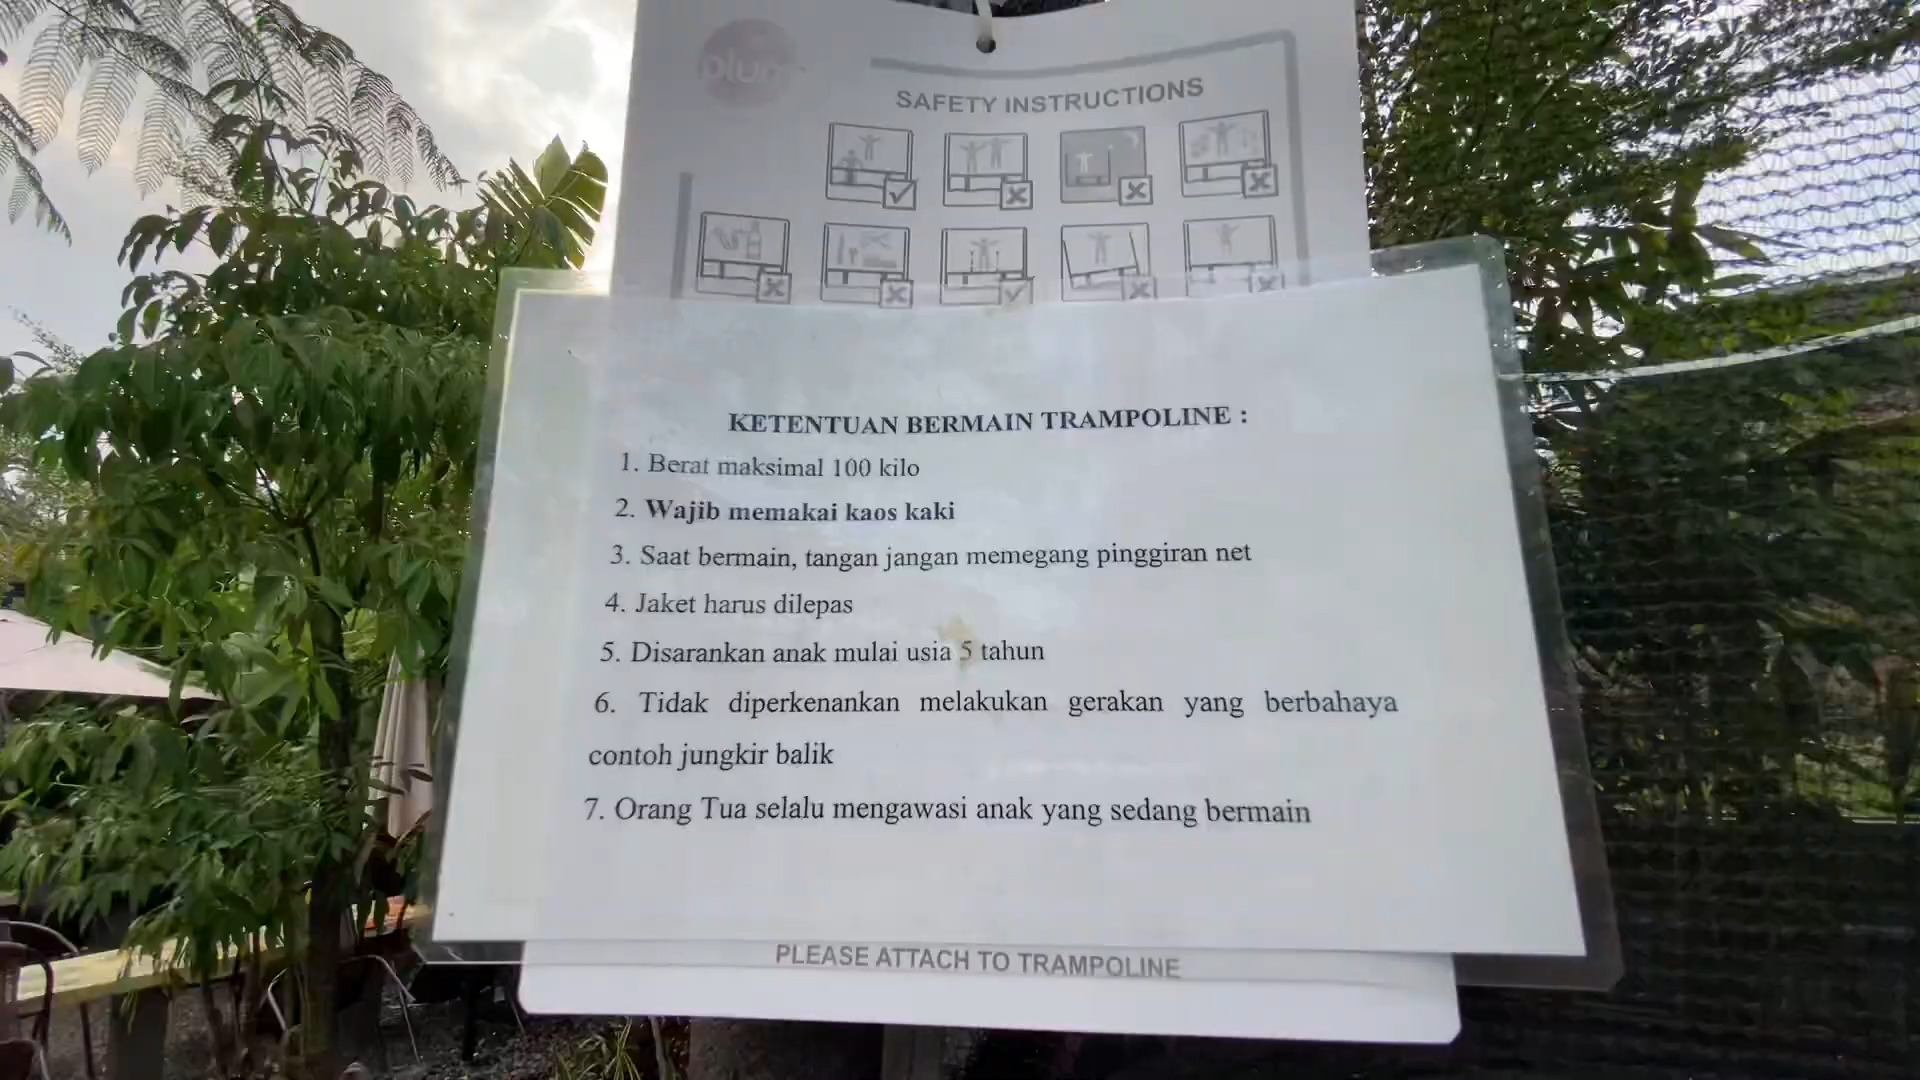 plum
SAFETY INSTRUCTIONS
KETENTUAN BERMAIN TRAMPOLINE :
1. Berat maksimal 100 kilo
2. Wajib memakai kaos kaki
3. Saat bermain, tangan jangan memegang pinggiran net
4. Jaket harus dilepas
5. Disarankan anak mulai usia 5 tahun
6. Tidak diperkenankan melakukan gerakan yang berbahaya
contoh jungkir balik
7. Orang Tua selalu mengawasi anak yang sedang bermain
PLEASE ATTACH TO TRAMPOLINE